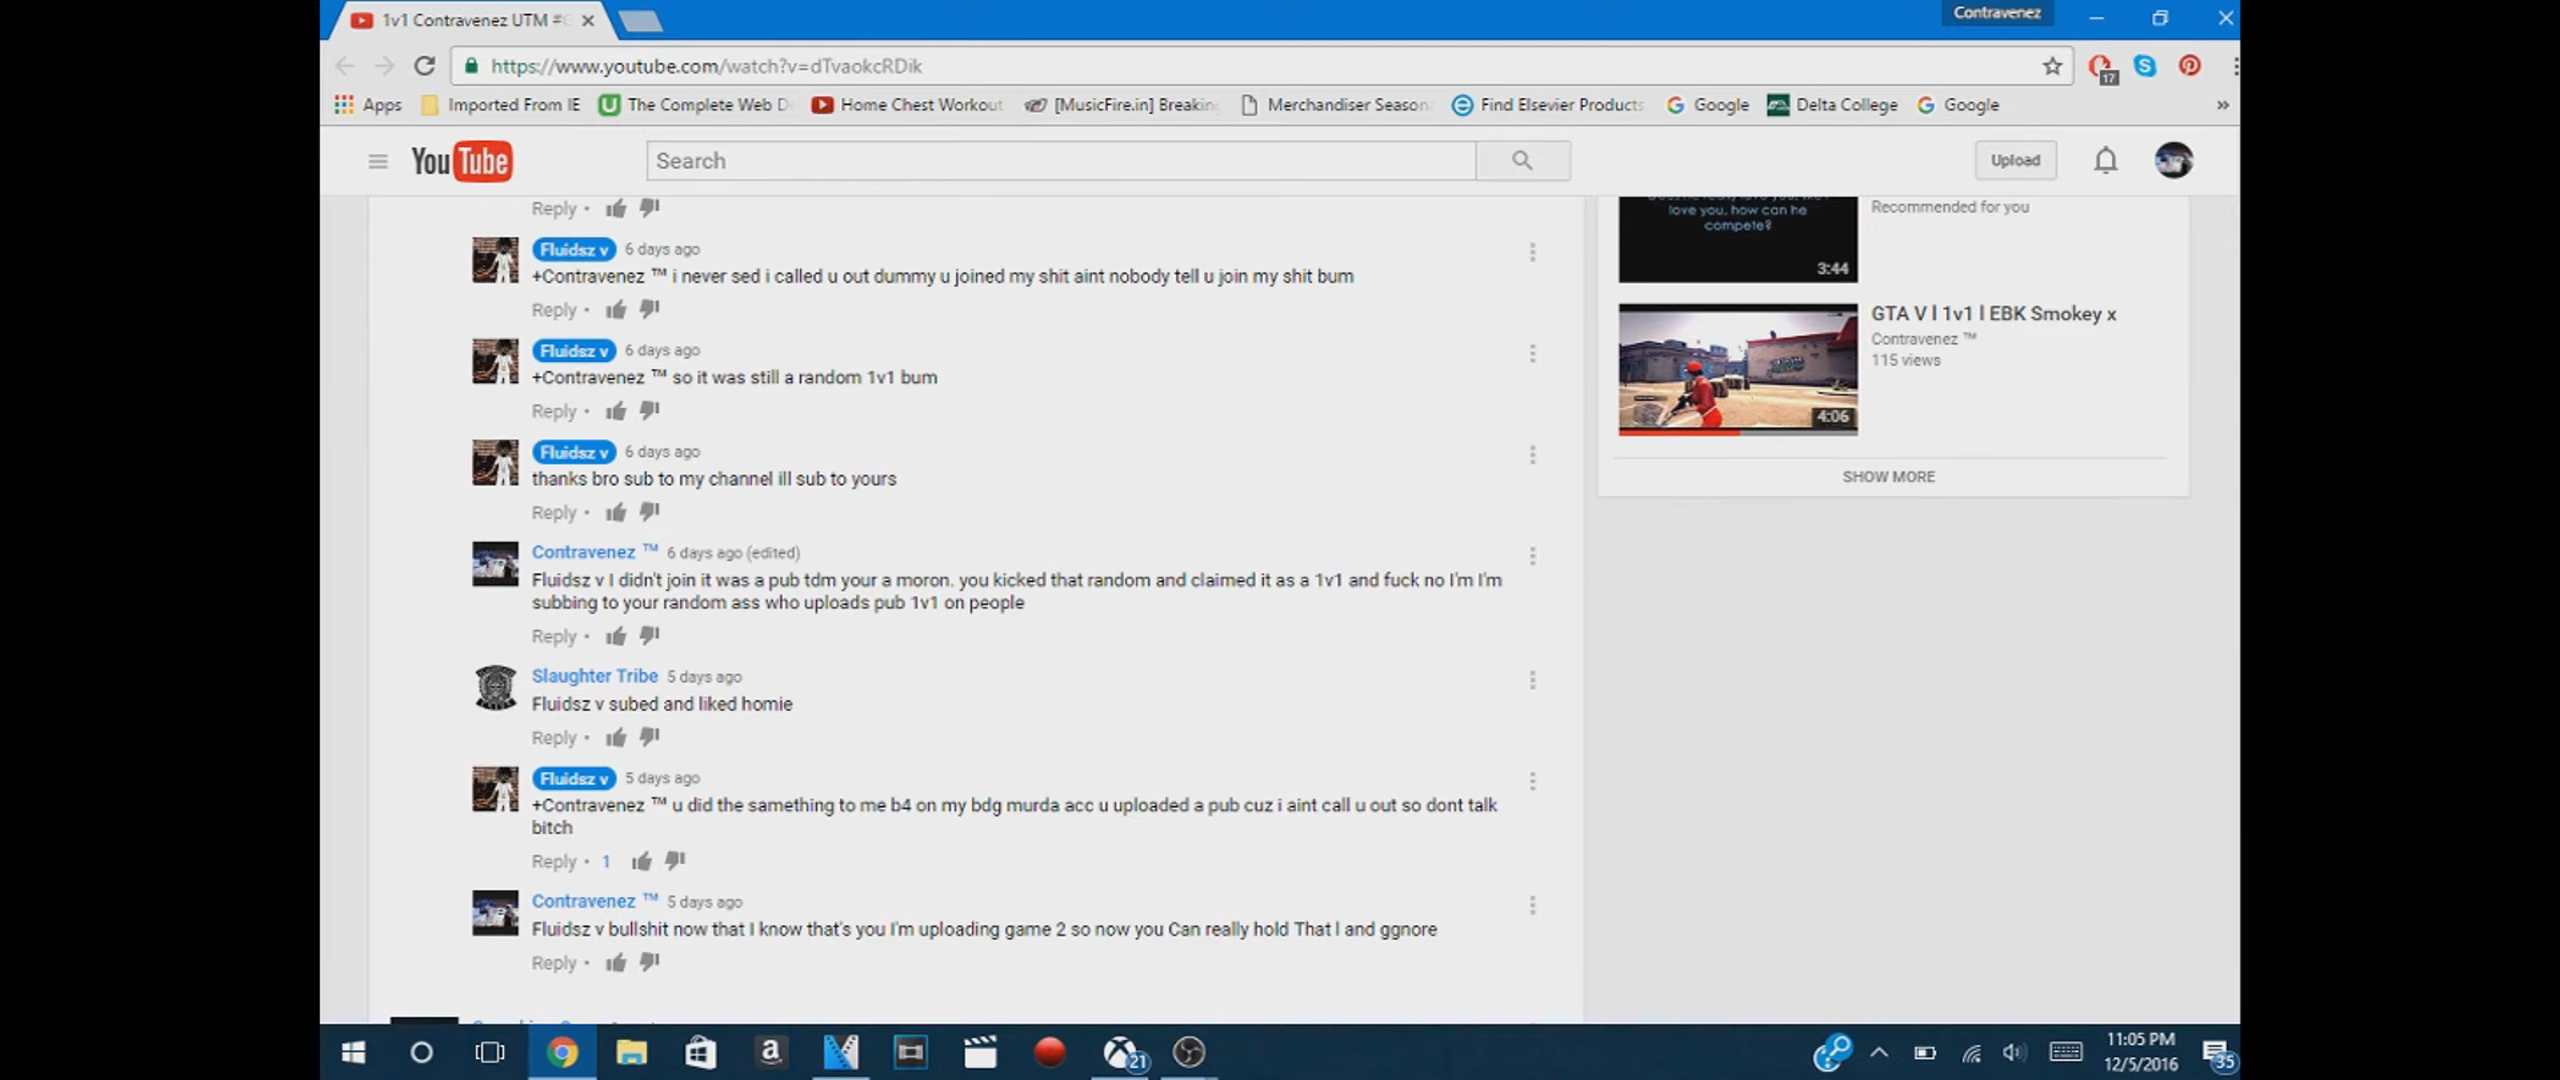 1v1 Contravenez UTM #
Contravenez
https://www.youtube.com/watch?v=dTvaokcRDik
17
Apps Imported From IE The Complete Web D Home Chest Workout [MusicFire.in] Breakin Merchandiser Season Find Elsevier Products Google Delta College Google »
YouTube Search Upload
Reply •
love you, how can he
compete?
3:44
Recommended for you
Fluidsz v 6 days ago
+Contravenez ™ i never sed i called u out dummy u joined my shit aint nobody tell u join my shit bum
Reply •
GTA V l 1v1 l EBK Smokey x
Contravenez ™
115 views
4:06
SHOW MORE
Fluidsz v 6 days ago
+Contravenez ™ so it was still a random 1v1 bum
Reply •
Fluidsz v 6 days ago
thanks bro sub to my channel ill sub to yours
Reply •
Contravenez ™ 6 days ago (edited)
Fluidsz v I didn't join it was a pub tdm your a moron. you kicked that random and claimed it as a 1v1 and fuck no I'm I'm
subbing to your random ass who uploads pub 1v1 on people
Reply •
Slaughter Tribe 5 days ago
Fluidsz v subed and liked homie
Reply •
Fluidsz v 5 days ago
+Contravenez ™ u did the samething to me b4 on my bdg murda acc u uploaded a pub cuz i aint call u out so dont talk
bitch
Reply • 1
Contravenez ™ 5 days ago
Fluidsz v bullshit now that I know that's you I'm uploading game 2 so now you Can really hold That l and ggnore
Reply •
21
11:05 PM
12/5/2016
35